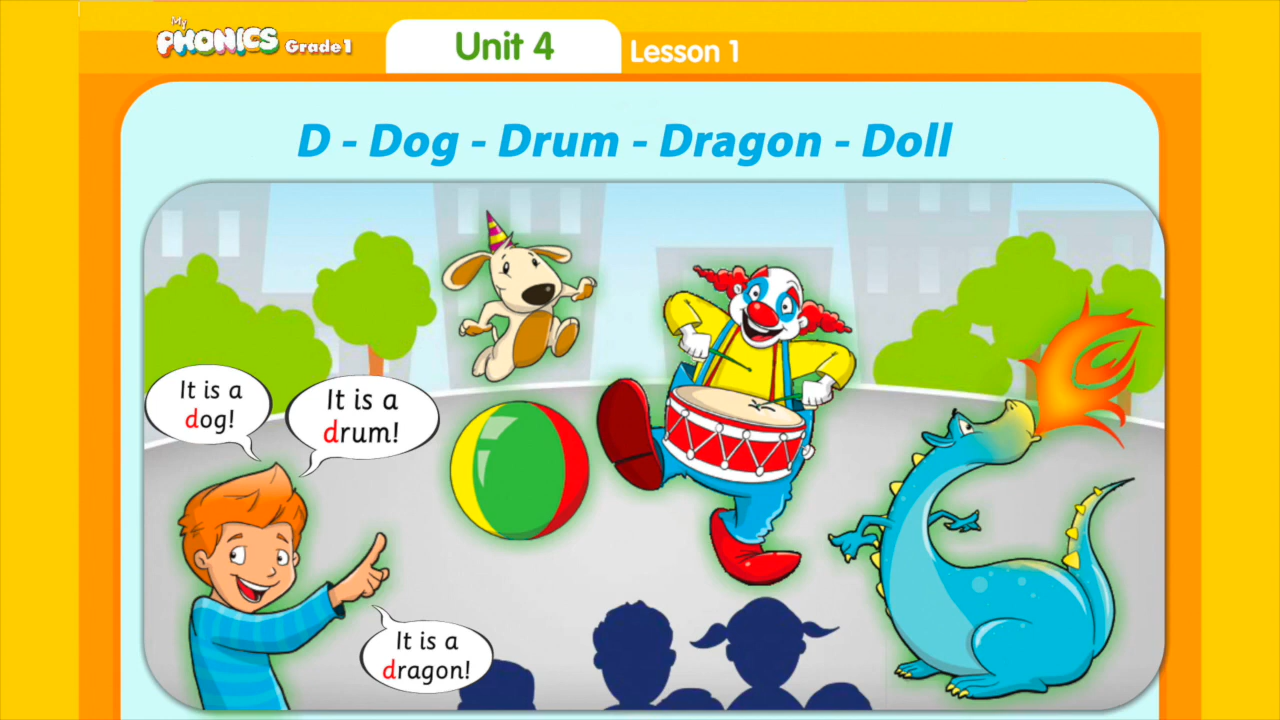 My
PHONICS Grade 1
Unit 4
Lesson 1
D - Dog - Drum - Dragon - Doll
It is a
dog!
It is a
drum!
It is a
dragon!